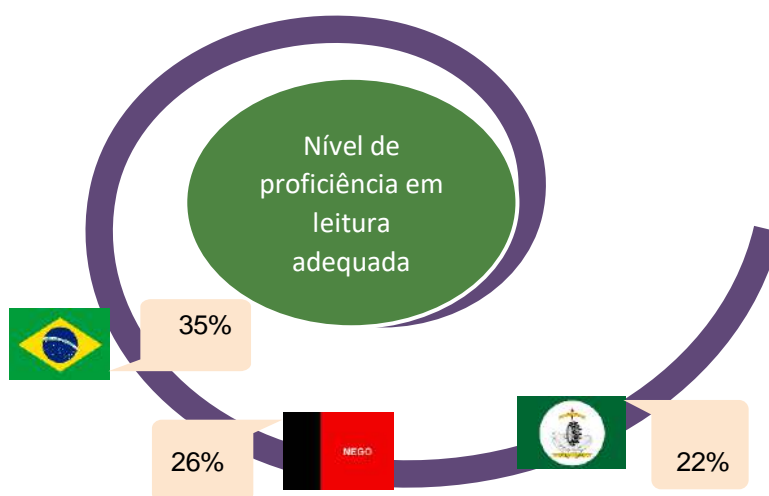 Nível de
proficiência em
leitura
adequada
35%
26%
NEGO
22%